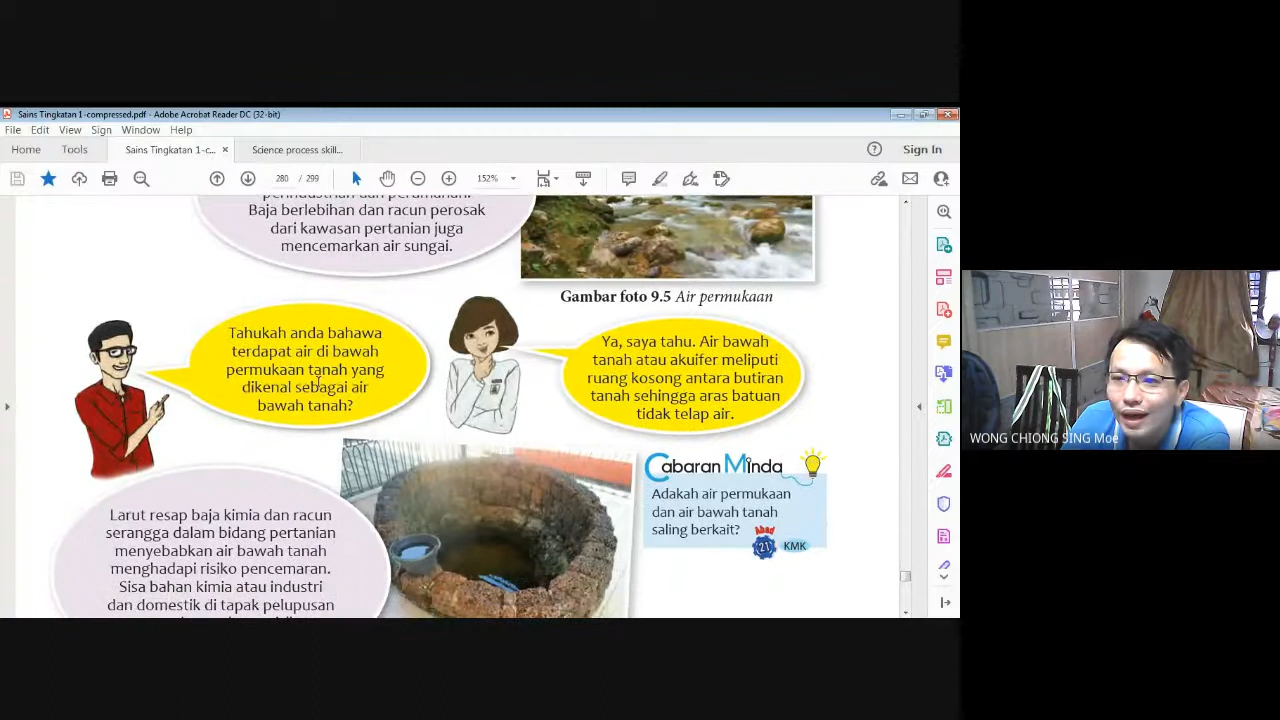 Sains Tingkatan 1-compressed.pdf - Adobe Acrobat Reader DC (32-bit)
File Edit View Sign Window Help
Home Tools Sains Tingkatan 1-c... × Science process skill... Sign In
280 / 299 152%
Baja berlebihan dan racun perosak
dari kawasan pertanian juga
mencemarkan air sungai.
Gambar foto 9.5 Air permukaan
Tahukah anda bahawa
terdapat air di bawah
permukaan tanah yang
dikenal sebagai air
bawah tanah?
Ya, saya tahu. Air bawah
tanah atau akuifer meliputi
ruang kosong antara butiran
tanah sehingga aras batuan
tidak telap air.
Cabaran Minda
Adakah air permukaan
dan air bawah tanah
saling berkait?
Abad
21 KMK
Larut resap baja kimia dan racun
serangga dalam bidang pertanian
menyebabkan air bawah tanah
menghadapi risiko pencemaran.
Sisa bahan kimia atau industri
dan domestik di tapak pelupusan
WONG CHIONG SING Moe